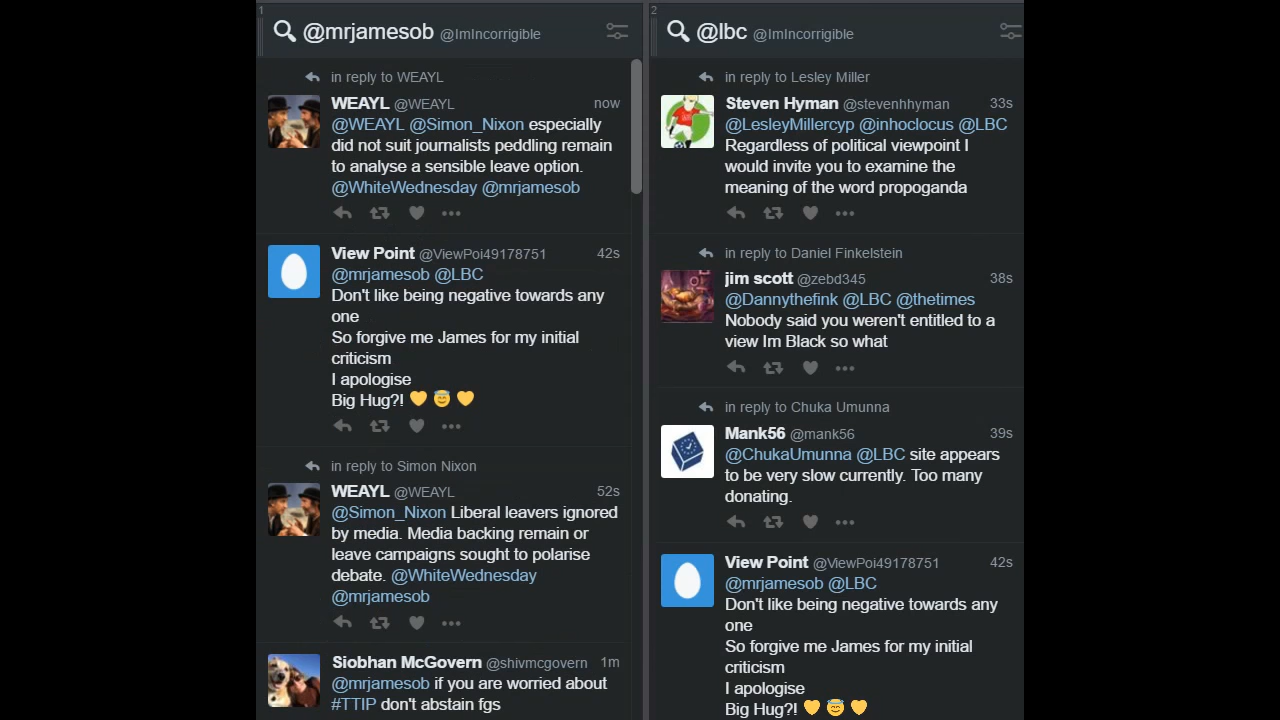 1
@mrjamesob @ImIncorrigible
in reply to WEAYL
WEAYL @WEAYL now
@WEAYL @Simon_Nixon especially
did not suit journalists peddling remain
to analyse a sensible leave option.
@WhiteWednesday @mrjamesob
View Point @ViewPoi49178751 42s
@mrjamesob @LBC
Don't like being negative towards any
one
So forgive me James for my initial
criticism
I apologise
Big Hug?! 💛 😇 💛
in reply to Simon Nixon
WEAYL @WEAYL 52s
@Simon_Nixon Liberal leavers ignored
by media. Media backing remain or
leave campaigns sought to polarise
debate. @WhiteWednesday
@mrjamesob
Siobhan McGovern @shivmcgovern 1m
@mrjamesob if you are worried about
#TTIP don't abstain fgs
2
@lbc @ImIncorrigible
in reply to Lesley Miller
Steven Hyman @stevenhhyman 33s
@LesleyMillercyp @inhoclocus @LBC
Regardless of political viewpoint I
would invite you to examine the
meaning of the word propoganda
in reply to Daniel Finkelstein
jim scott @zebd345 38s
@Dannythefink @LBC @thetimes
Nobody said you weren't entitled to a
view Im Black so what
in reply to Chuka Umunna
Mank56 @mank56 39s
@ChukaUmunna @LBC site appears
to be very slow currently. Too many
donating.
View Point @ViewPoi49178751 42s
@mrjamesob @LBC
Don't like being negative towards any
one
So forgive me James for my initial
criticism
I apologise
Big Hug?! 💛 😇 💛